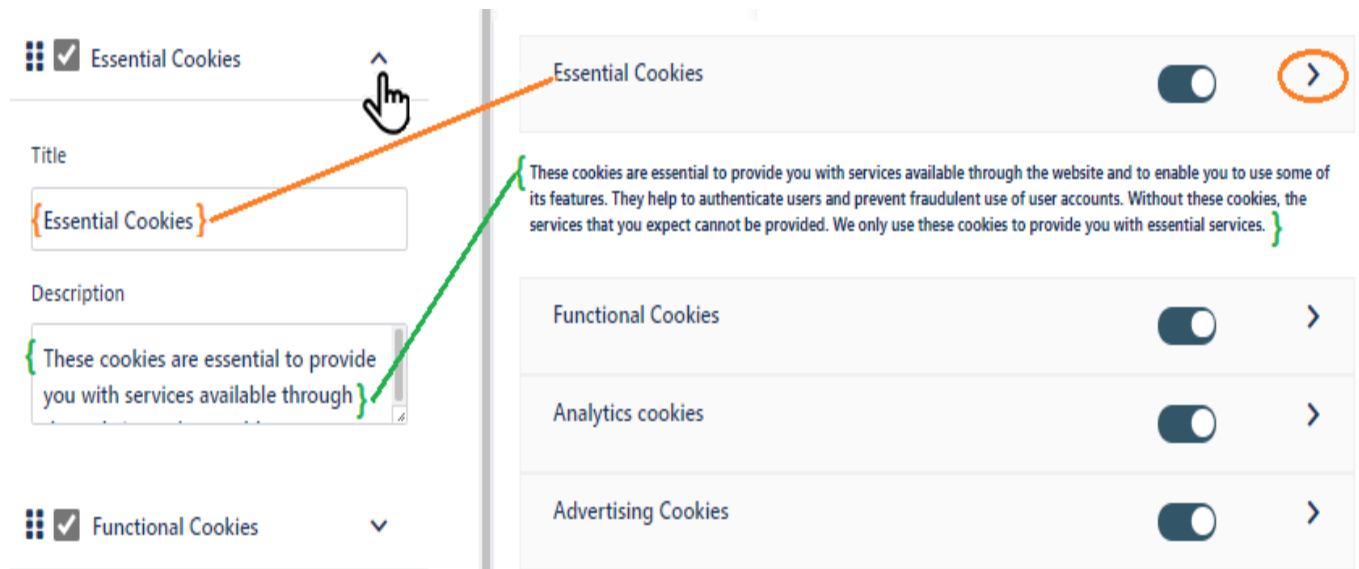 Essential Cookies
Title
Essential Cookies
Description
These cookies are essential to provide
you with services available through
Functional Cookies
Essential Cookies
These cookies are essential to provide you with services available through the website and to enable you to use some of
its features. They help to authenticate users and prevent fraudulent use of user accounts. Without these cookies, the
services that you expect cannot be provided. We only use these cookies to provide you with essential services.
Functional Cookies
Analytics cookies
Advertising Cookies